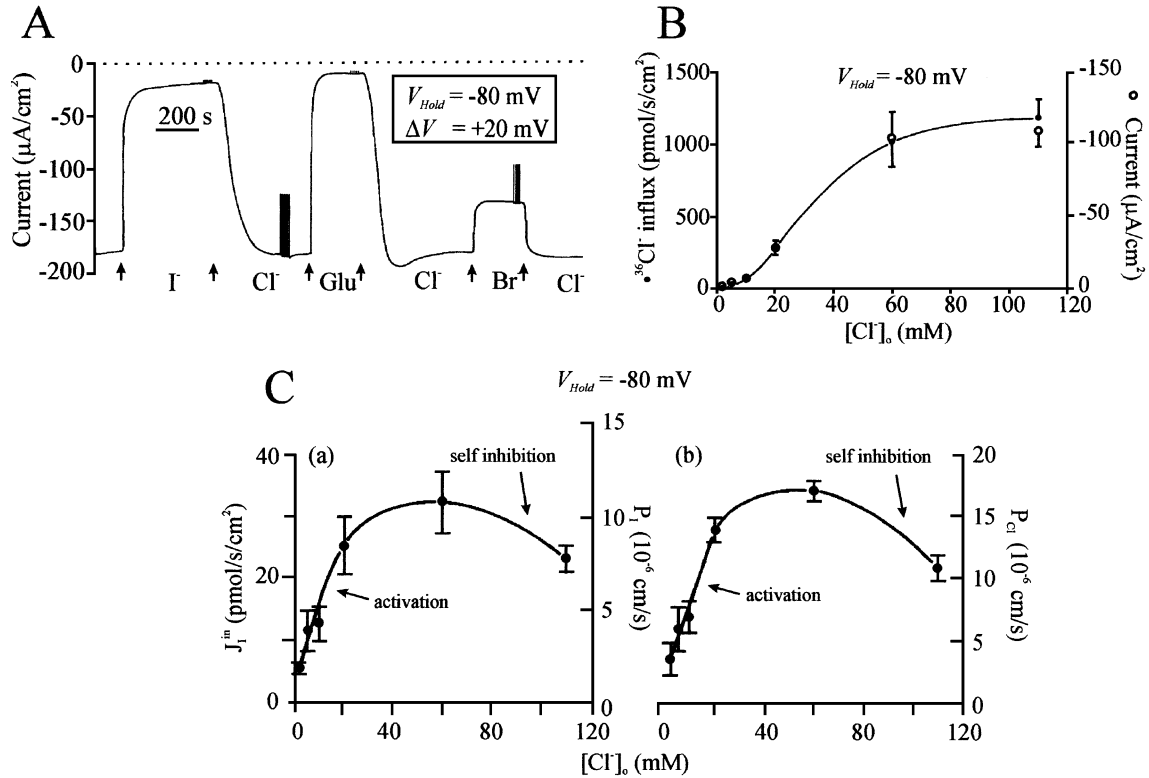 A
Current (µA/cm²)
0
-50
-100
-150
-200
200 s
V_Hold = -80 mV
ΔV = +20 mV
I⁻
Cl⁻
Glu⁻
Cl⁻
Br⁻
Cl⁻
B
V_Hold = -80 mV
• ³⁶Cl⁻ influx (pmol/s/cm²)
1500
1000
500
0
-150
-100
-50
0
o Current (µA/cm²)
0 20 40 60 80 100 120
[Cl⁻]ₒ (mM)
C
V_Hold = -80 mV
(a)
J_I^in (pmol/s/cm²)
40
20
0
self inhibition
activation
15
10
5
0
P_I (10⁻⁶ cm/s)
0 40 80 120
(b)
self inhibition
activation
20
15
10
5
0
P_Cl (10⁻⁶ cm/s)
0 40 80 120
[Cl⁻]ₒ (mM)